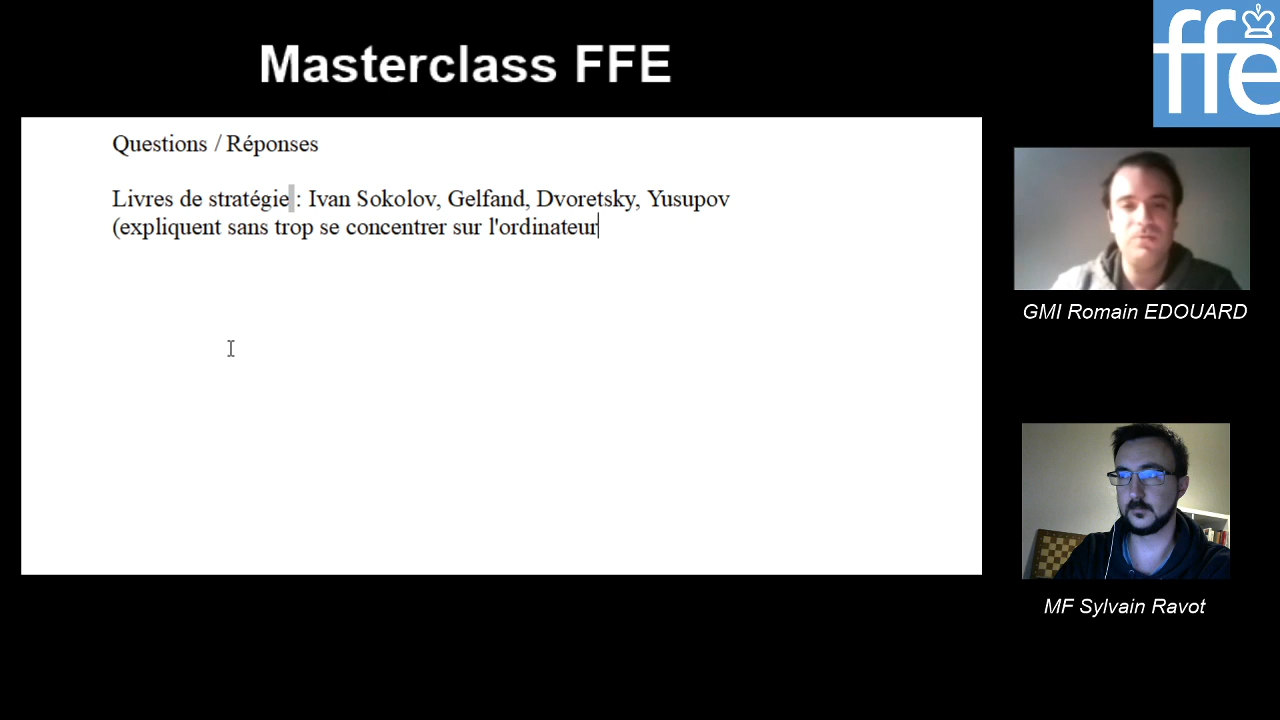 Masterclass FFE
ffe
Questions / Réponses
Livres de stratégie : Ivan Sokolov, Gelfand, Dvoretsky, Yusupov
(expliquent sans trop se concentrer sur l'ordinateur
GMI Romain EDOUARD
MF Sylvain Ravot